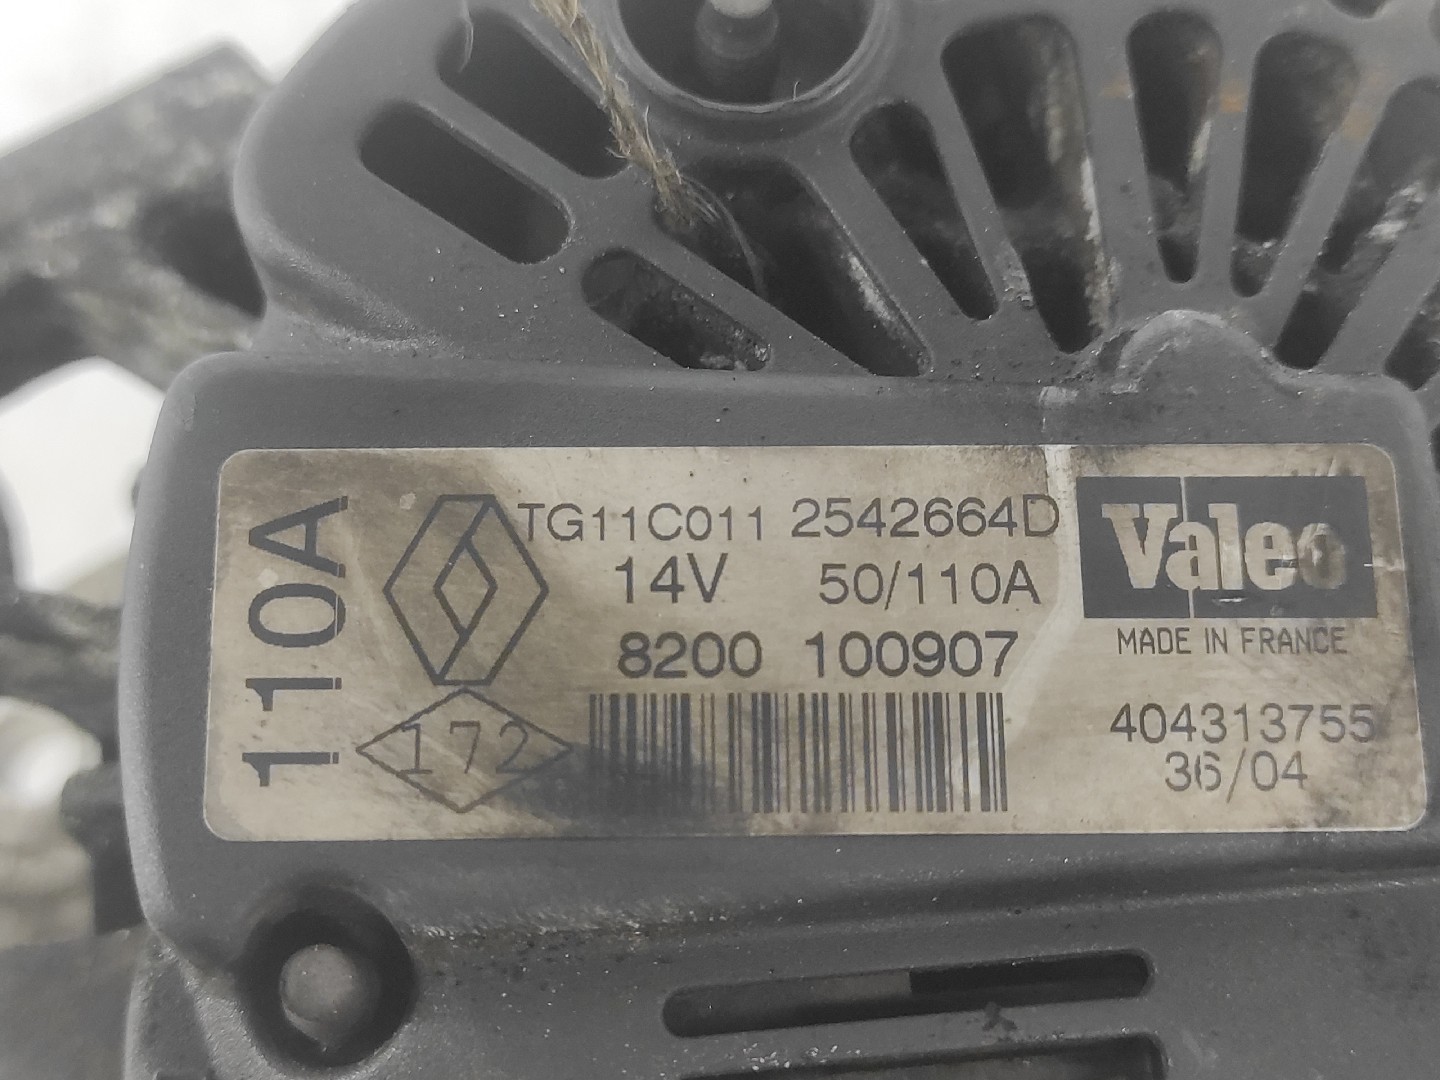 110A
TG11C011 2542664D
14V 50/110A
8200 100907
172
Valeo
MADE IN FRANCE
404313755
36/04